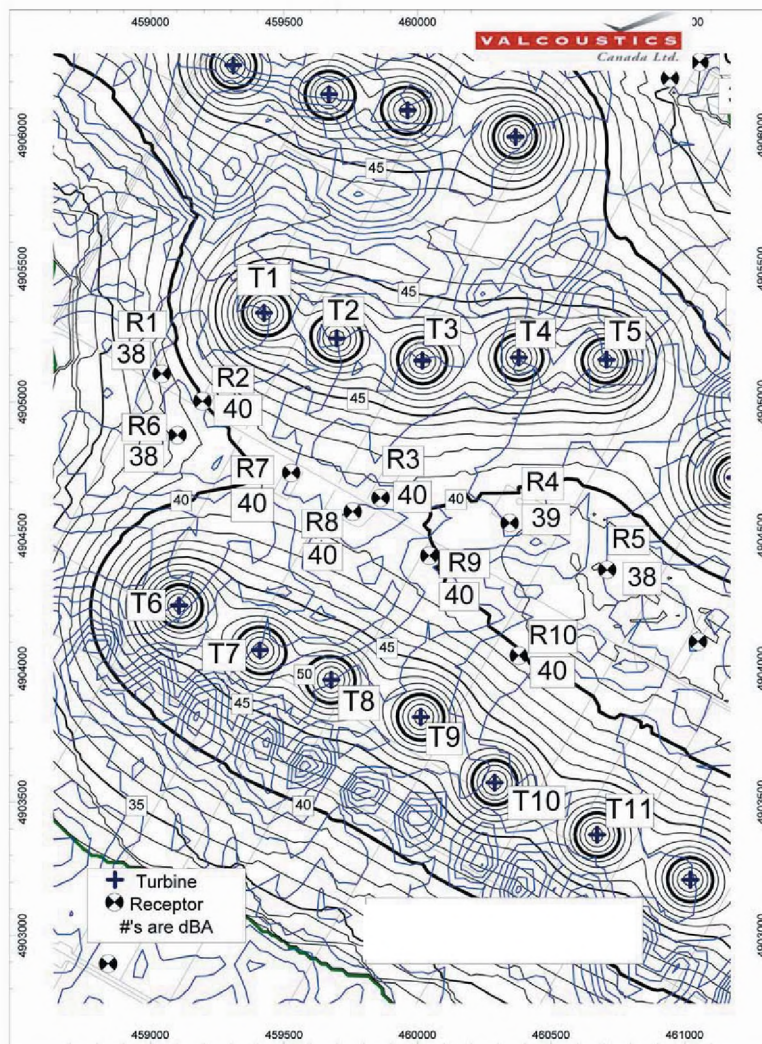 459000 459500 460000
VALCOUSTICS
Canada Ltd.
4906000
45
4905500
45
T1
T2
T3
T4
T5
R1
38
R2
40
4905000
45
R6
38
R3
40
R7
40
40
R4
39
40
R8
40
4904500
R5
38
R9
40
T6
R10
40
T7
45
4904000
50
T8
45
T9
T10
T11
35
40
4903500
Turbine
Receptor
#'s are dBA
4903000
459000 459500 460000 460500 461000